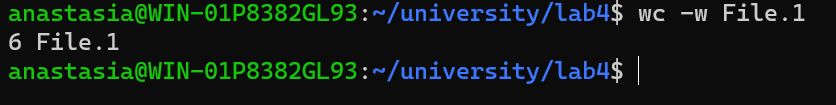 anastasia@WIN-01P8382GL93:~/university/lab4$ wc -w File.1
6 File.1
anastasia@WIN-01P8382GL93:~/university/lab4$